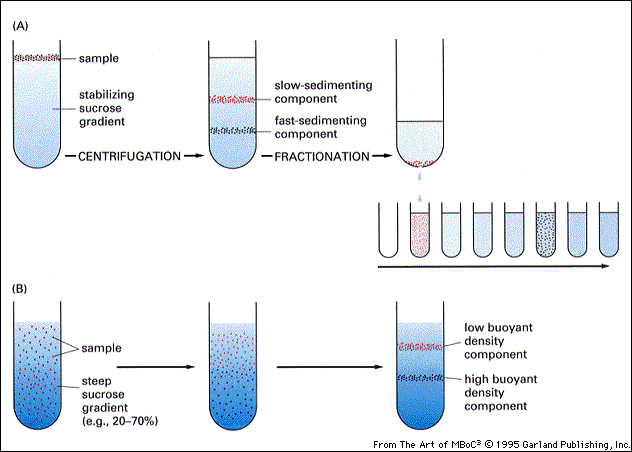 (A)
sample
stabilizing
sucrose
gradient
slow-sedimenting
component
fast-sedimenting
component
CENTRIFUGATION
FRACTIONATION
(B)
sample
steep
sucrose
gradient
(e.g., 20–70%)
low buoyant
density
component
high buoyant
density
component
From The Art of MBoC³ © 1995 Garland Publishing, Inc.